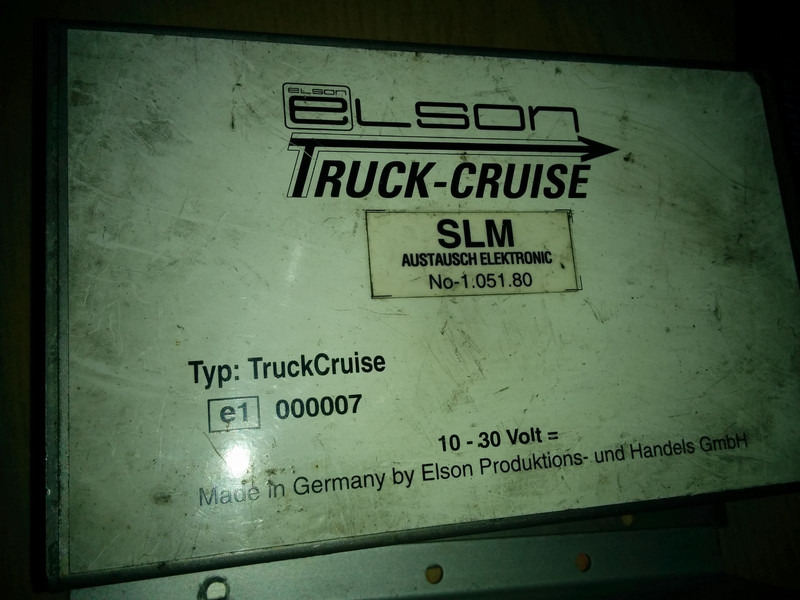 elson
elson
TRUCK-CRUISE
SLM
AUSTAUSCH ELEKTRONIC
No-1.051.80
Typ: TruckCruise
e1 000007
10 - 30 Volt =
Made in Germany by Elson Produktions- und Handels GmbH